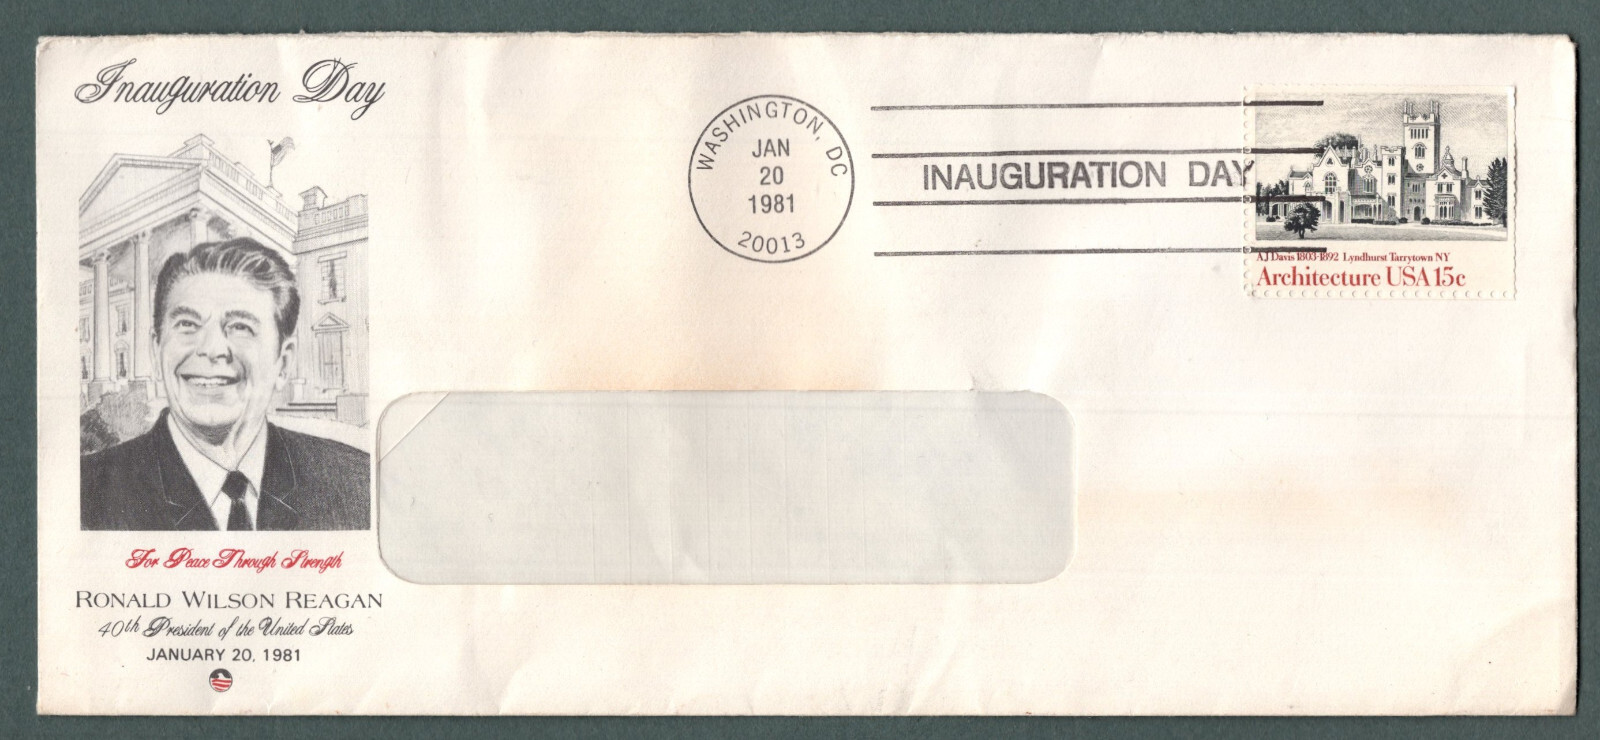 Inauguration Day
For Peace Through Strength
RONALD WILSON REAGAN
40th President of the United States
JANUARY 20, 1981
WASHINGTON, DC
JAN
20
1981
20013
INAUGURATION DAY
AJ Davis 1803-1892 Lyndhurst Tarrytown NY
Architecture USA 15c